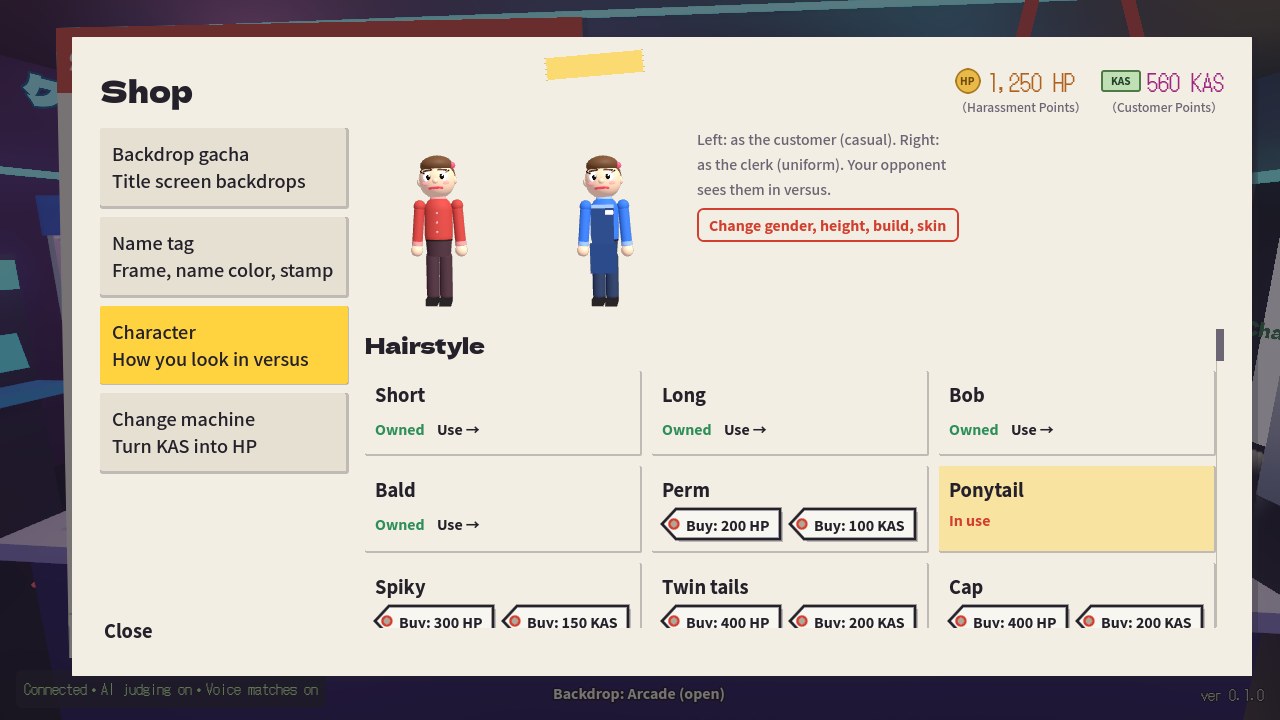 Shop
HP 1,250 HP
(Harassment Points)
KAS 560 KAS
(Customer Points)
Backdrop gacha
Title screen backdrops
Name tag
Frame, name color, stamp
Character
How you look in versus
Change machine
Turn KAS into HP
Close
Left: as the customer (casual). Right:
as the clerk (uniform). Your opponent
sees them in versus.
Change gender, height, build, skin
Hairstyle
Short
Owned Use →
Long
Owned Use →
Bob
Owned Use →
Bald
Owned Use →
Perm
Buy: 200 HP Buy: 100 KAS
Ponytail
In use
Spiky
Buy: 300 HP Buy: 150 KAS
Twin tails
Buy: 400 HP Buy: 200 KAS
Cap
Buy: 400 HP Buy: 200 KAS
Connected • AI judging on • Voice matches on
Backdrop: Arcade (open)
ver 0.1.0